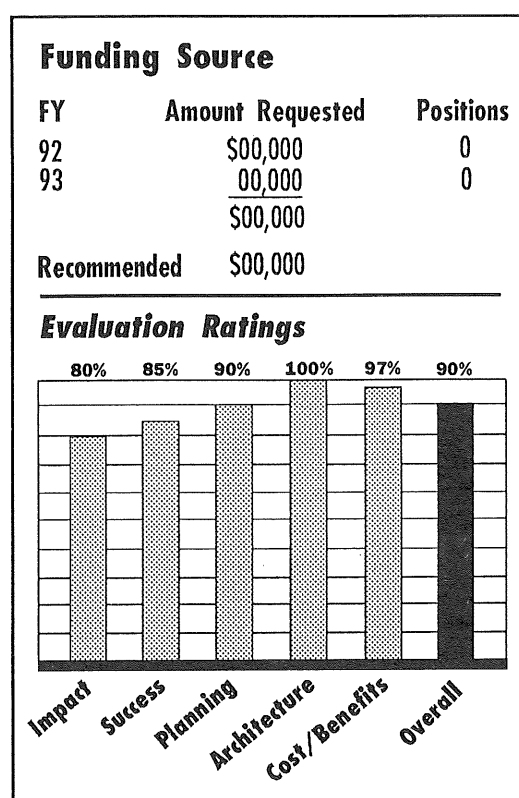 Funding Source
FY Amount Requested Positions
92 $00,000 0
93 00,000 0
$00,000
Recommended $00,000
Evaluation Ratings
80% 85% 90% 100% 97% 90%
Impact Success Planning Architecture Cost/Benefits Overall